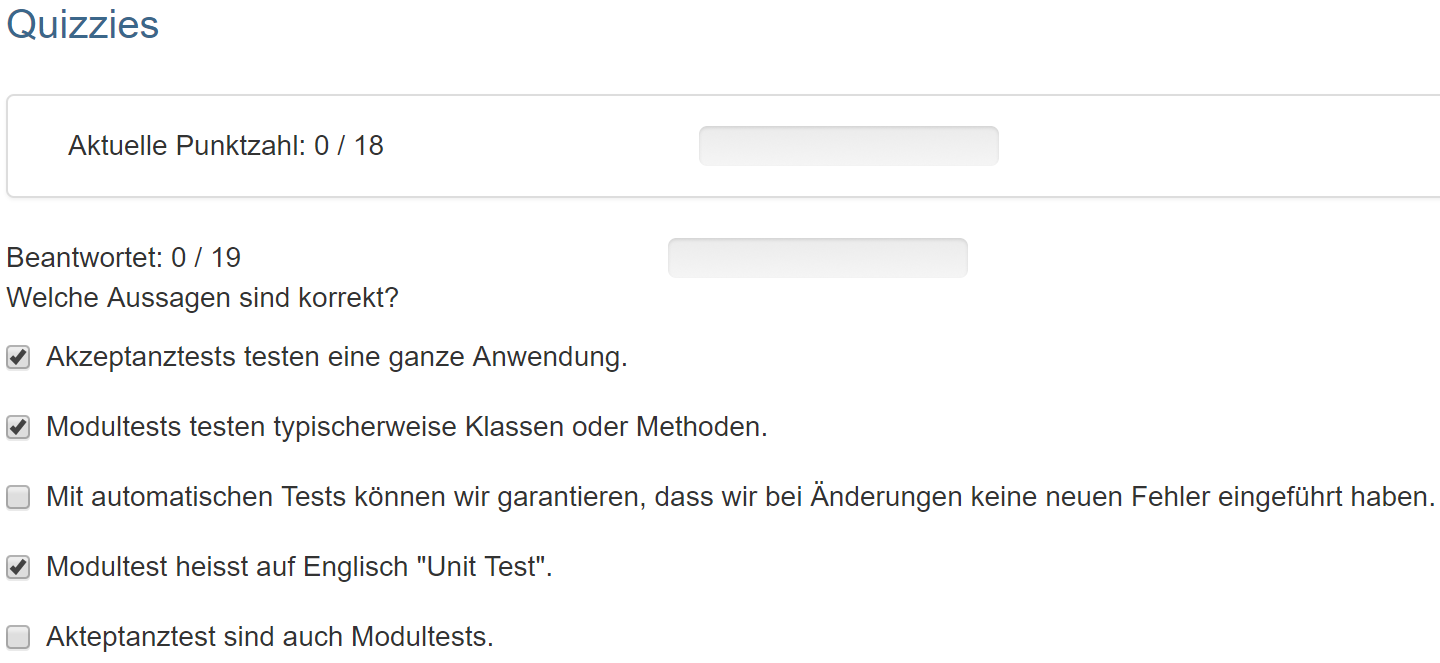 Quizzies
Aktuelle Punktzahl: 0 / 18
Beantwortet: 0 / 19
Welche Aussagen sind korrekt?
Akzeptanztests testen eine ganze Anwendung.
Modultests testen typischerweise Klassen oder Methoden.
Mit automatischen Tests können wir garantieren, dass wir bei Änderungen keine neuen Fehler eingeführt haben.
Modultest heisst auf Englisch "Unit Test".
Akteptanztest sind auch Modultests.